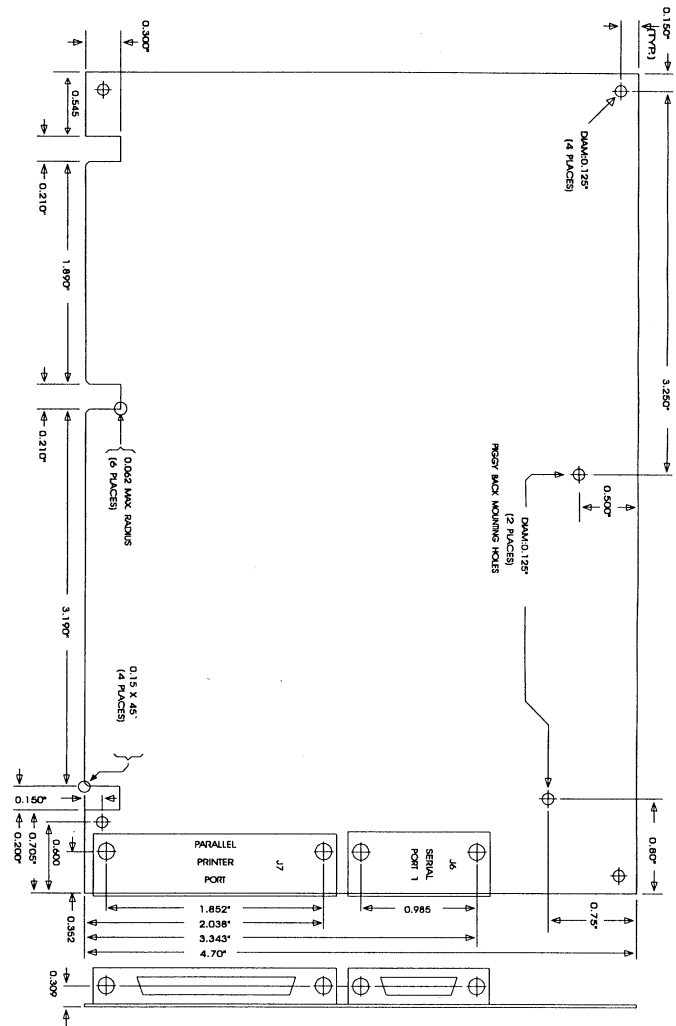 0.150"
(TYP.)
0.300"
0.545
DIAM:0.125"
(4 PLACES)
0.210"
1.890"
3.250"
0.210"
0.062 MAX. RADIUS
(6 PLACES)
PIGGY BACK MOUNTING HOLES
DIAM:0.125"
(2 PLACES)
0.500"
3.190"
0.15 X 45°
(4 PLACES)
0.150"
0.200"
0.705"
0.600
0.80"
PARALLEL
PRINTER
PORT
J7
SERIAL
PORT 1
J6
0.352
1.852"
2.038"
3.343"
4.70"
0.985
0.75"
0.309